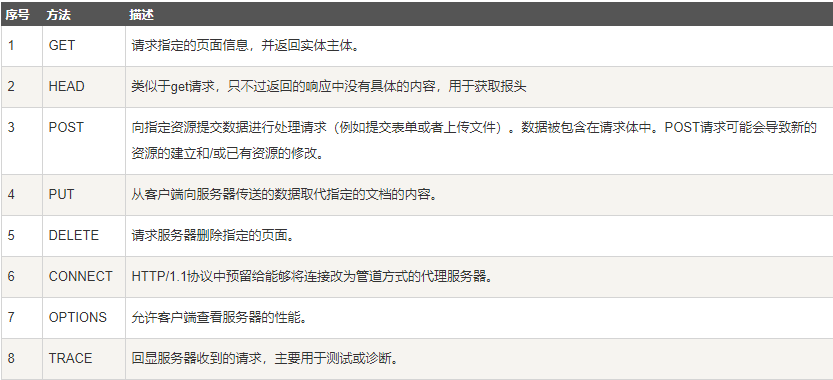 序号 方法 描述
1 GET 请求指定的页面信息，并返回实体主体。
2 HEAD 类似于get请求，只不过返回的响应中没有具体的内容，用于获取报头
3 POST 向指定资源提交数据进行处理请求（例如提交表单或者上传文件）。数据被包含在请求体中。POST请求可能会导致新的
资源的建立和/或已有资源的修改。
4 PUT 从客户端向服务器传送的数据取代指定的文档的内容。
5 DELETE 请求服务器删除指定的页面。
6 CONNECT HTTP/1.1协议中预留给能够将连接改为管道方式的代理服务器。
7 OPTIONS 允许客户端查看服务器的性能。
8 TRACE 回显服务器收到的请求，主要用于测试或诊断。